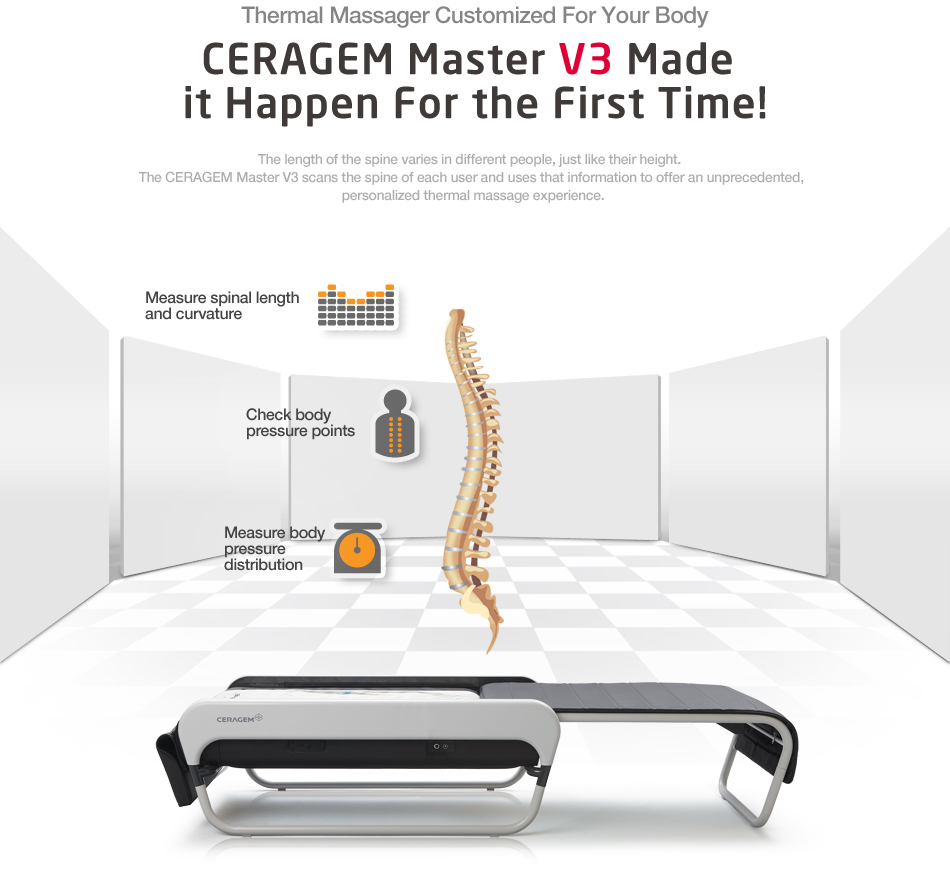 Thermal Massager Customized For Your Body
CERAGEM Master V3 Made
it Happen For the First Time!
The length of the spine varies in different people, just like their height.
The CERAGEM Master V3 scans the spine of each user and uses that information to offer an unprecedented,
personalized thermal massage experience.
Measure spinal length
and curvature
Check body
pressure points
Measure body
pressure
distribution
CERAGEM